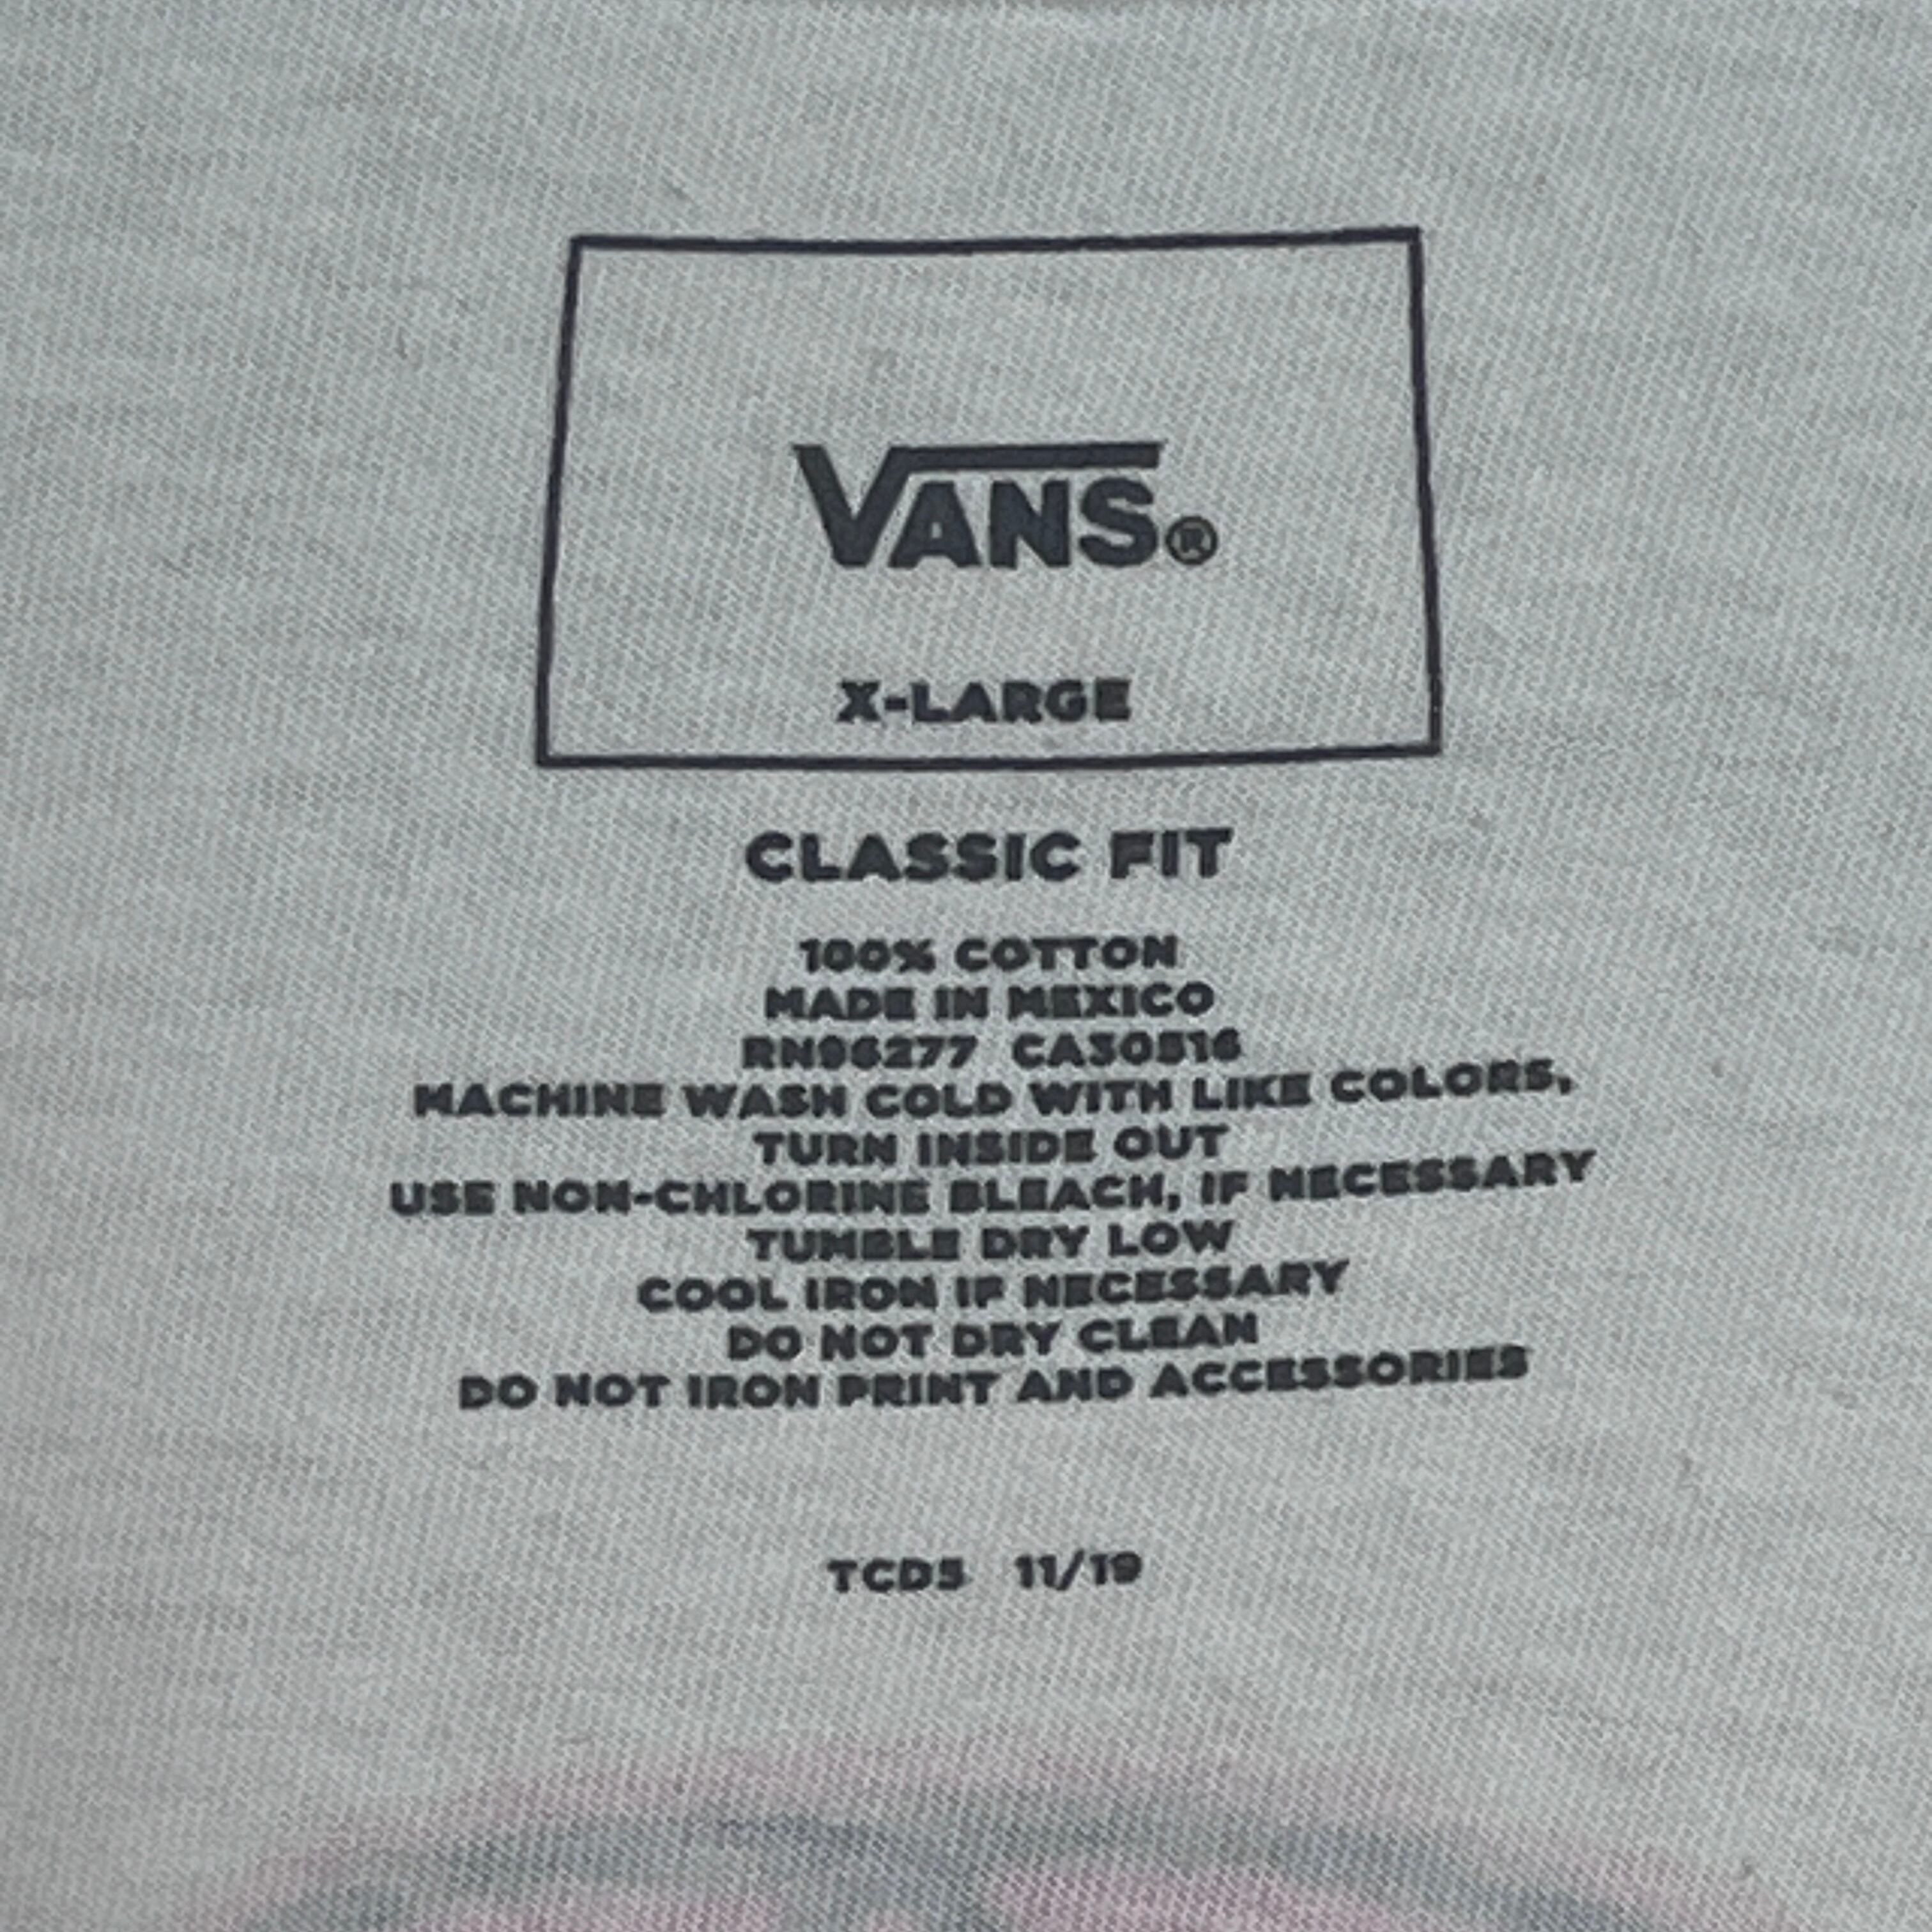 VANS®
X-LARGE
CLASSIC FIT
100% COTTON
MADE IN MEXICO
RN96277 CA30516
MACHINE WASH COLD WITH LIKE COLORS,
TURN INSIDE OUT
USE NON-CHLORINE BLEACH, IF NECESSARY
TUMBLE DRY LOW
COOL IRON IF NECESSARY
DO NOT DRY CLEAN
DO NOT IRON PRINT AND ACCESSORIES
TCDS 11/19